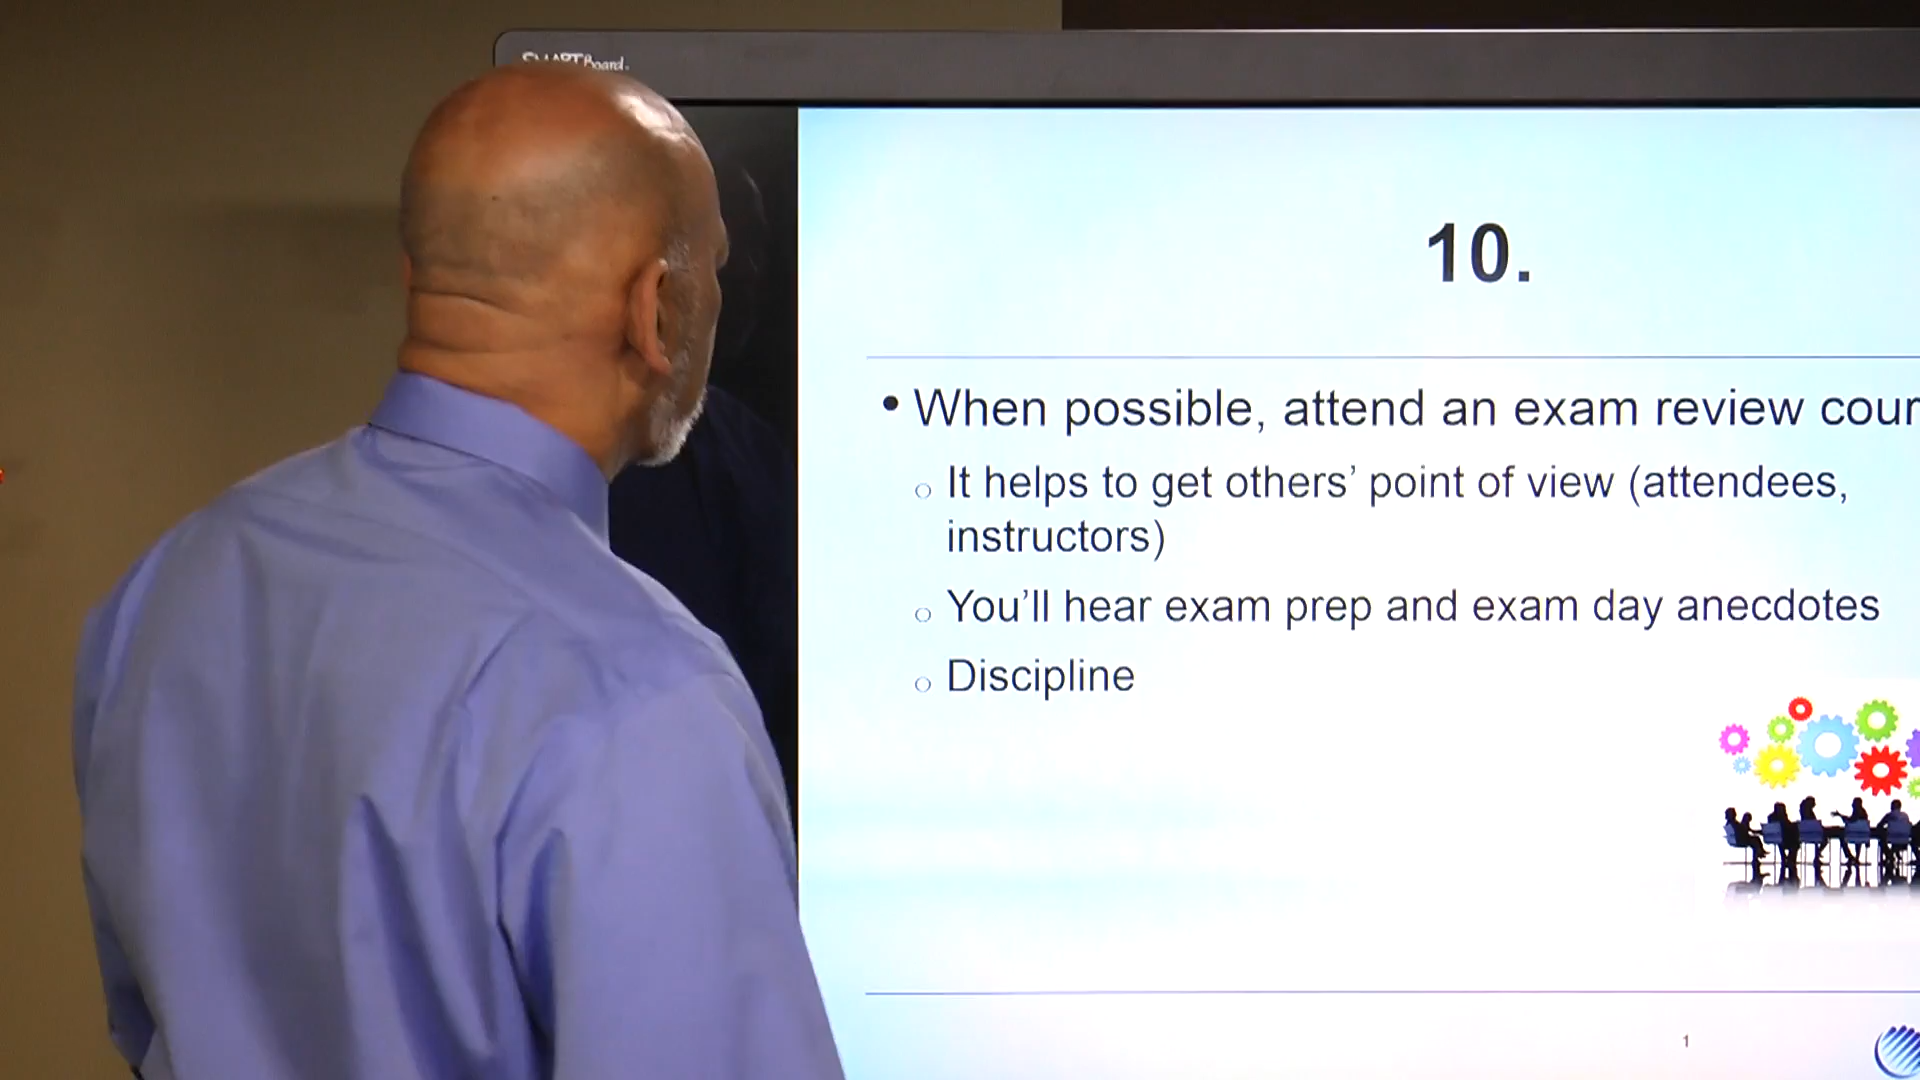 Board
10.
• When possible, attend an exam review cour
○ It helps to get others’ point of view (attendees,
instructors)
○ You’ll hear exam prep and exam day anecdotes
○ Discipline
1